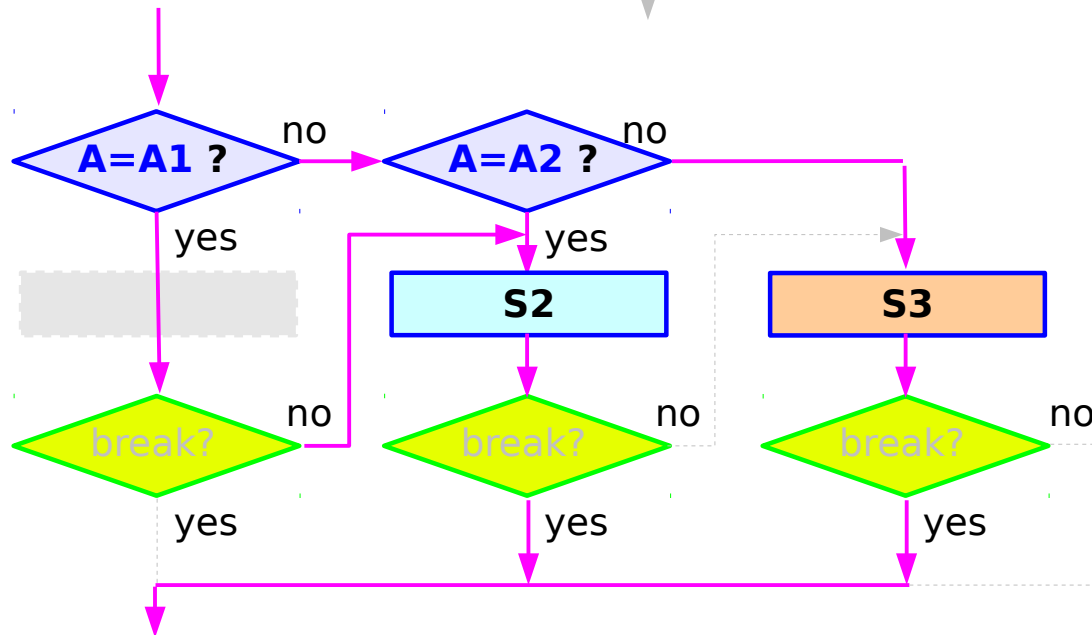 no
no
A=A1 ?
A=A2 ?
yes
yes
S2
S3
no
no
no
break?
break?
break?
yes
yes
yes